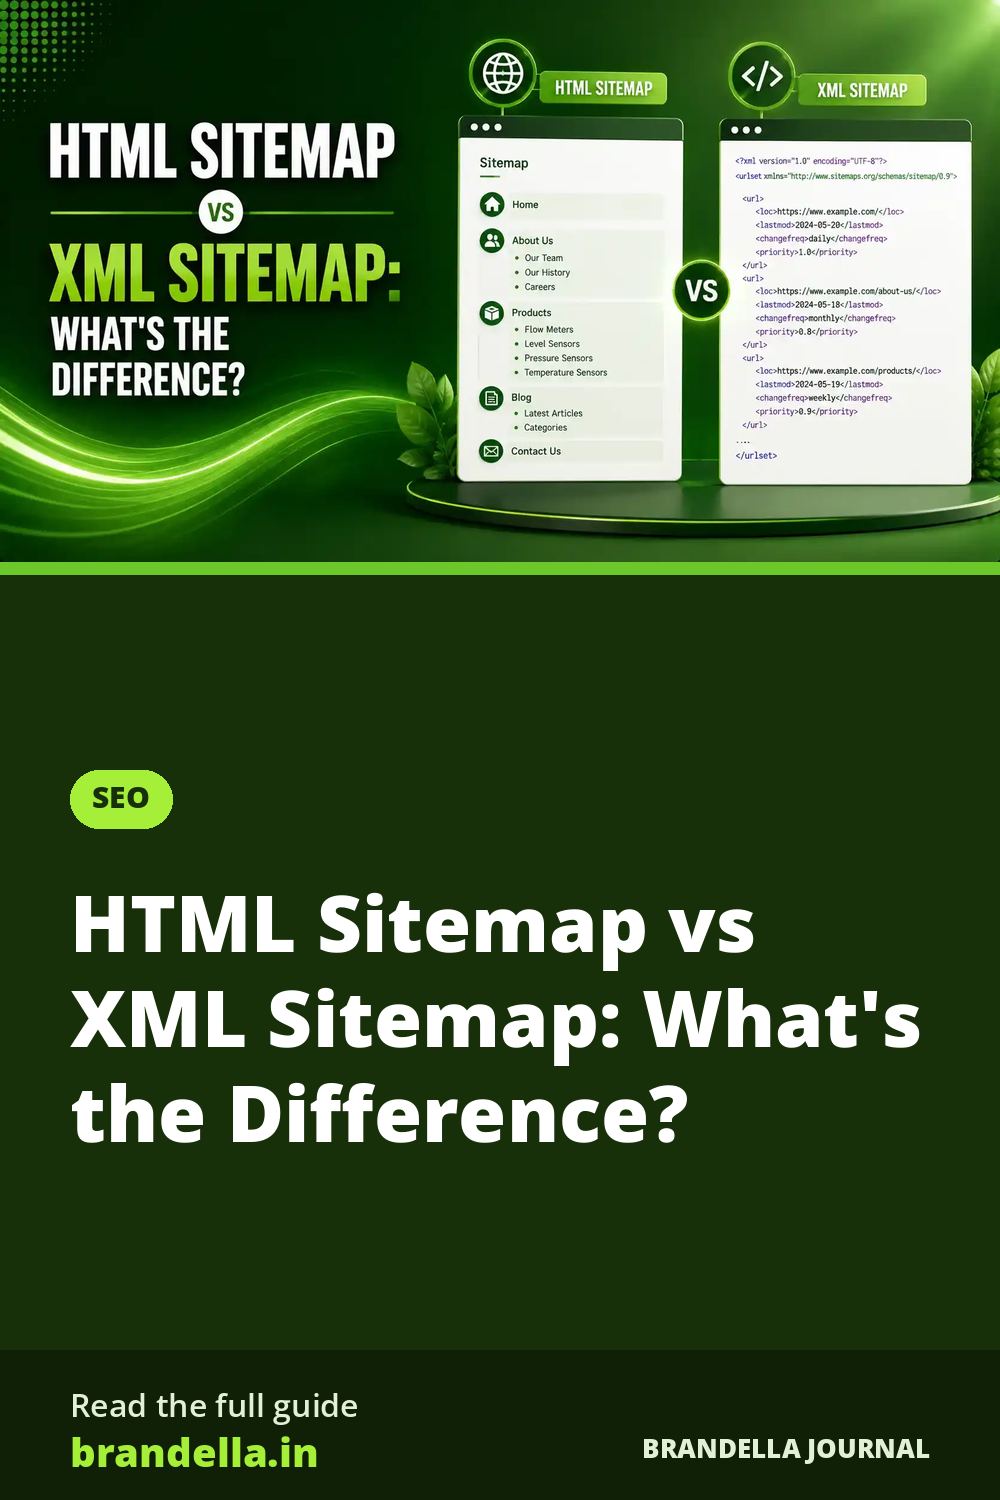 HTML SITEMAP
VS
XML SITEMAP:
WHAT'S THE
DIFFERENCE?
HTML SITEMAP
Sitemap
Home
About Us
Our Team
Our History
Careers
Products
Flow Meters
Level Sensors
Pressure Sensors
Temperature Sensors
Blog
Latest Articles
Categories
Contact Us
VS
</>
XML SITEMAP
<?xml version="1.0" encoding="UTF-8"?>
<urlset xmlns="http://www.sitemaps.org/schemas/sitemap/0.9">
<url>
<loc>https://www.example.com/</loc>
<lastmod>2024-05-20</lastmod>
<changefreq>daily</changefreq>
<priority>1.0</priority>
</url>
<url>
<loc>https://www.example.com/about-us/</loc>
<lastmod>2024-05-18</lastmod>
<changefreq>monthly</changefreq>
<priority>0.8</priority>
</url>
<url>
<loc>https://www.example.com/products/</loc>
<lastmod>2024-05-19</lastmod>
<changefreq>weekly</changefreq>
<priority>0.9</priority>
</url>
....
</urlset>
SEO
HTML Sitemap vs
XML Sitemap: What's
the Difference?
Read the full guide
brandella.in
BRANDELLA JOURNAL